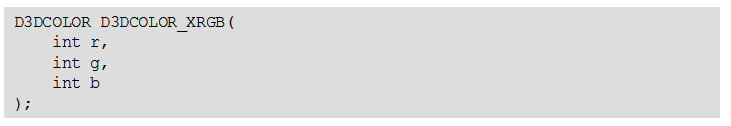 D3DCOLOR D3DCOLOR_XRGB(
    int r,
    int g,
    int b
);